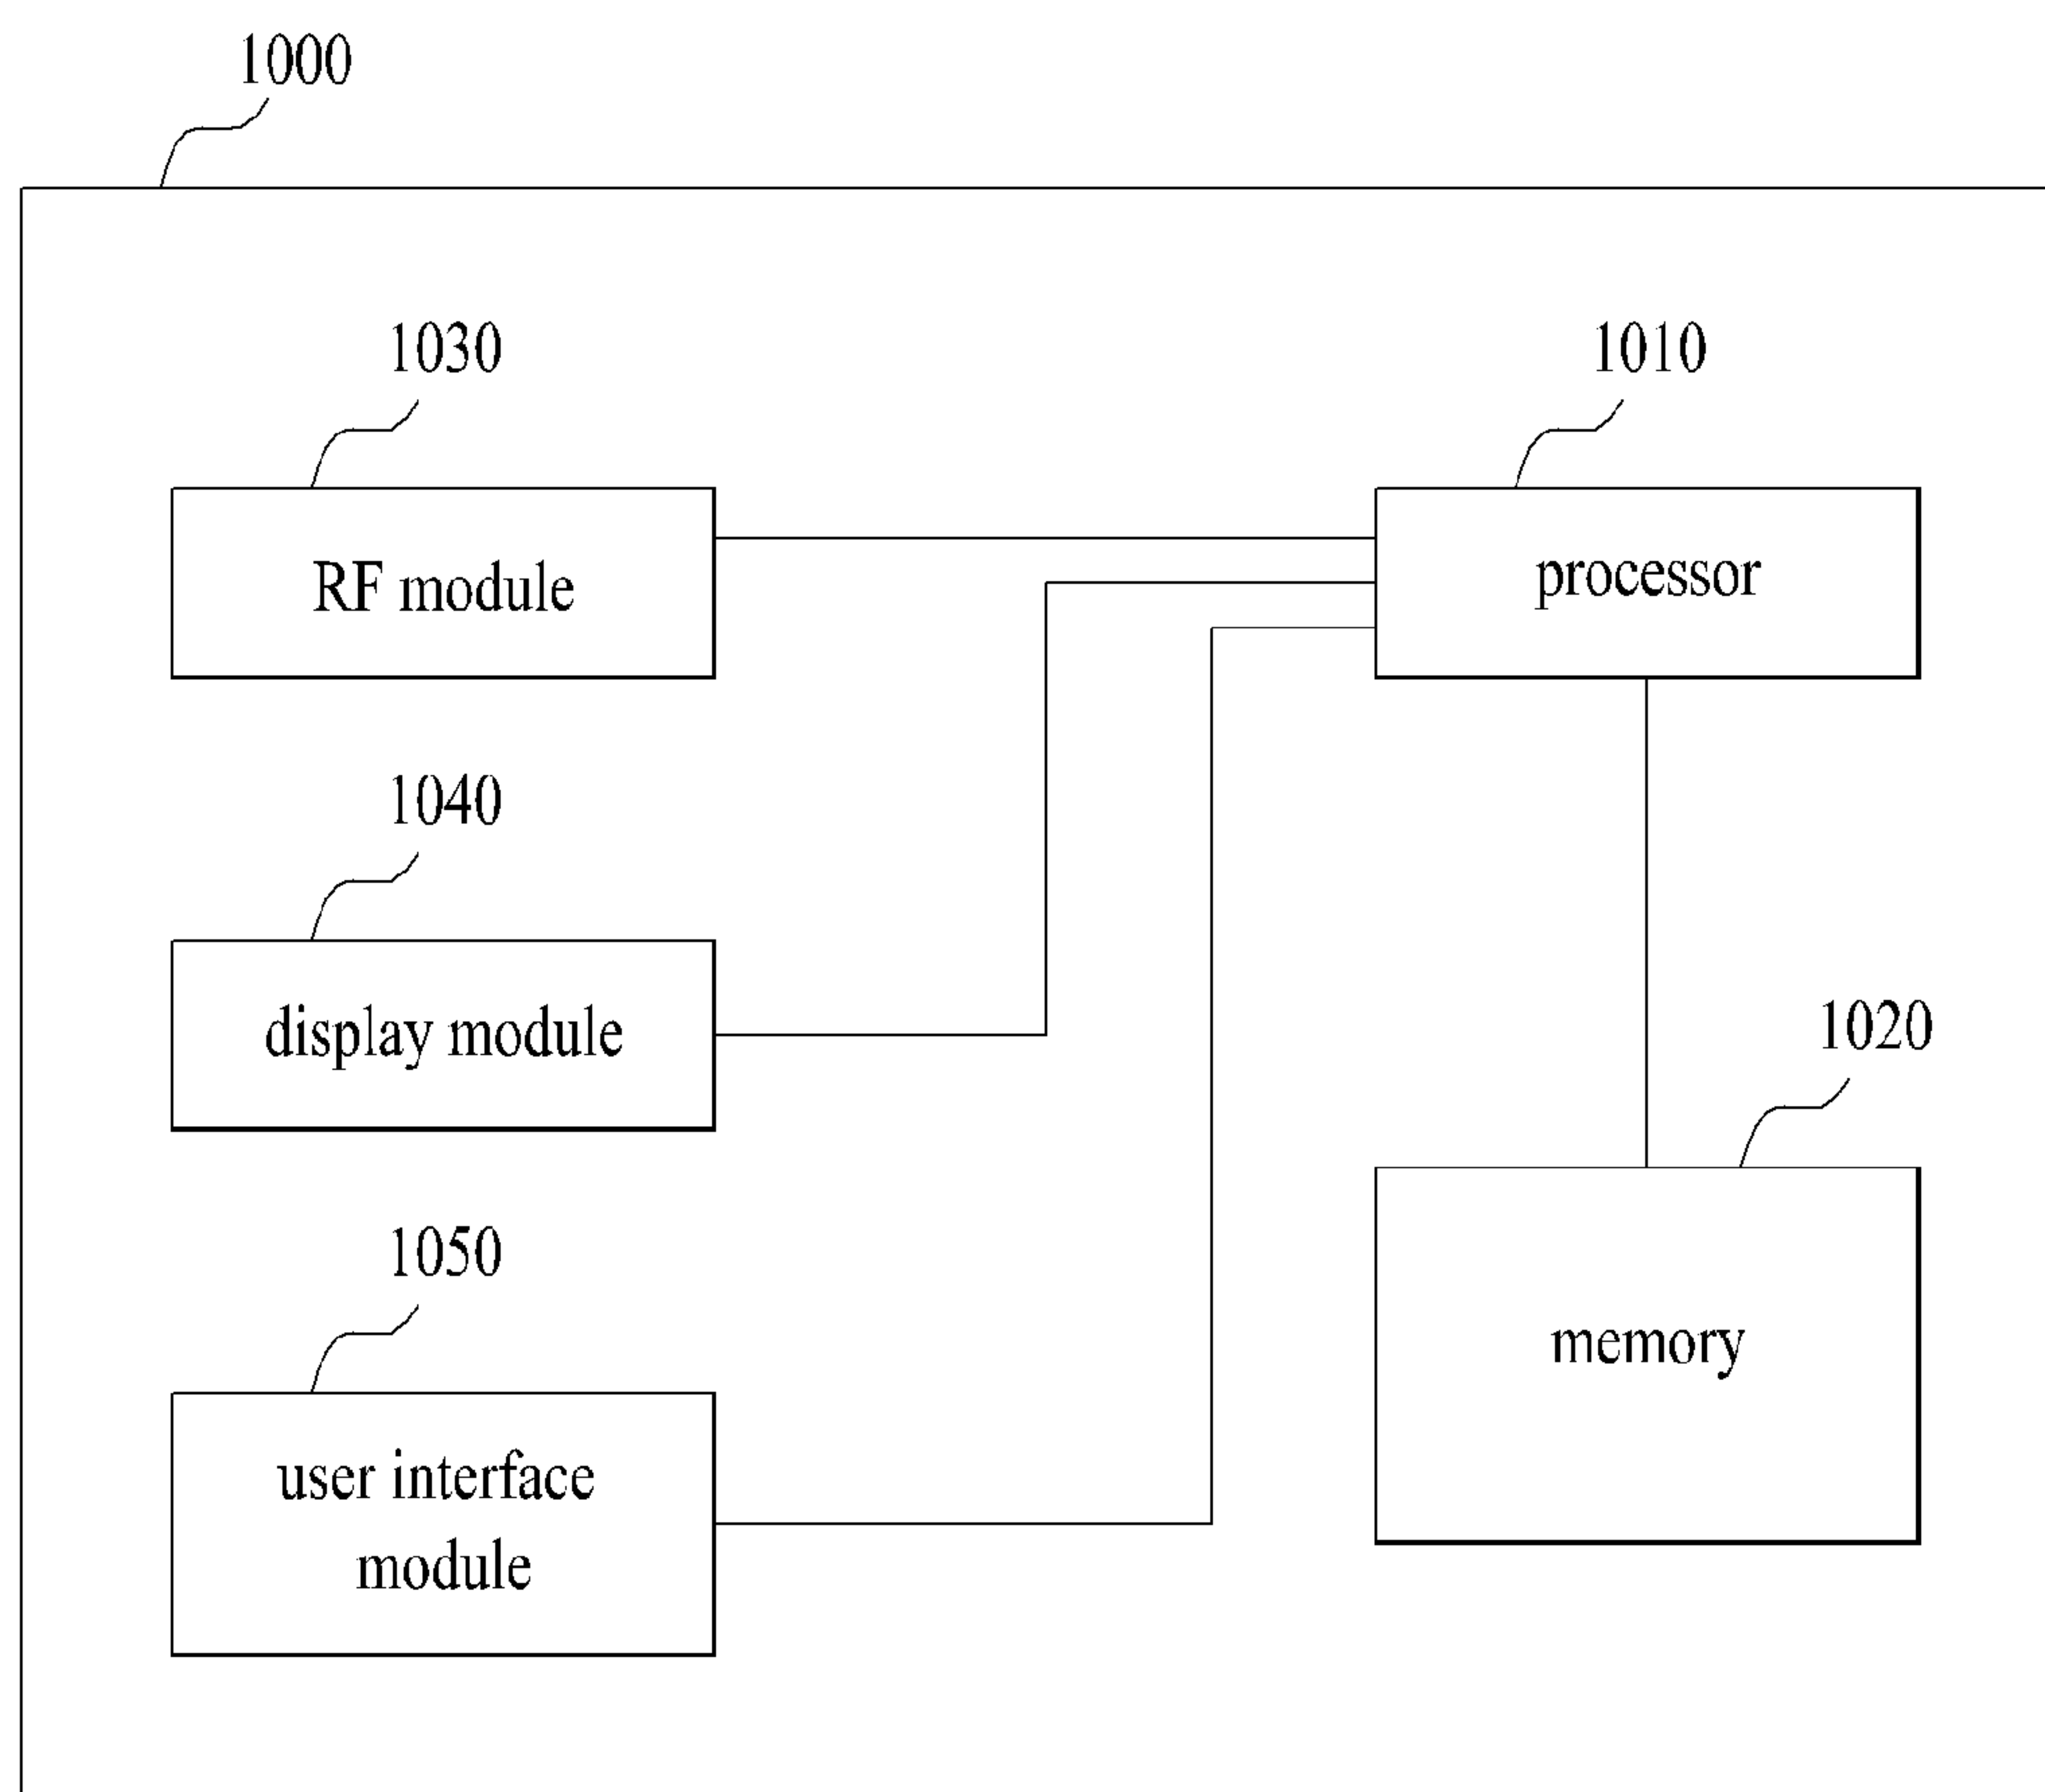 1000
1030
1010
RF module
processor
1040
display module
1020
1050
memory
user interface
module